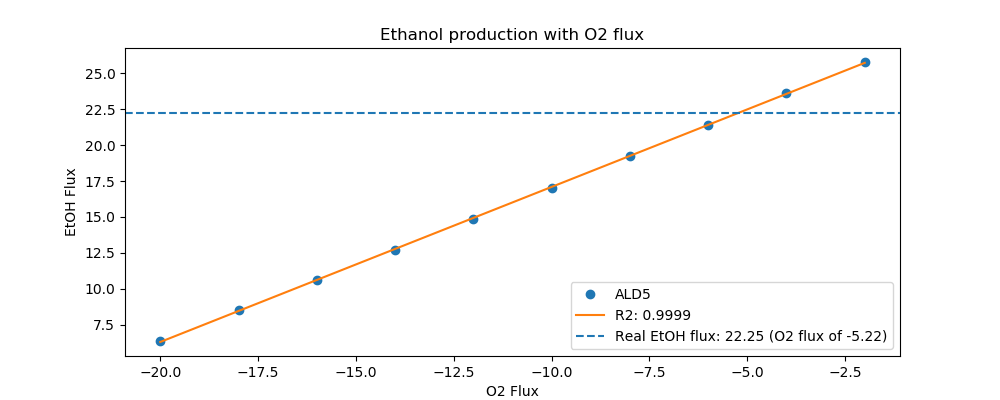 Ethanol production with O2 flux
EtOH Flux
25.0
22.5
20.0
17.5
15.0
12.5
10.0
7.5
ALD5
R2: 0.9999
Real EtOH flux: 22.25 (O2 flux of -5.22)
−20.0 −17.5 −15.0 −12.5 −10.0 −7.5 −5.0 −2.5
O2 Flux